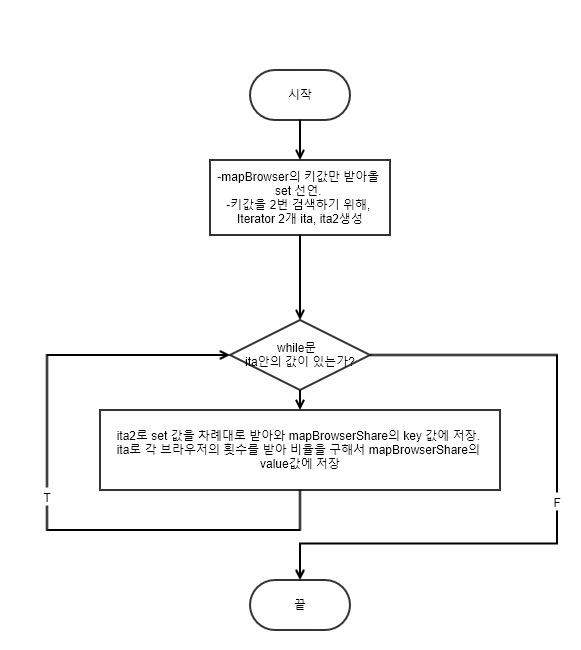 시작
-mapBrowser의 키값만 받아올
set 선언.
-키값을 2번 검색하기 위해,
Iterator 2개 ita, ita2생성
while문
ita안의 값이 있는가?
ita2로 set 값을 차례대로 받아와 mapBrowserShare의 key 값에 저장.
ita로 각 브라우저의 횟수를 받아 비율을 구해서 mapBrowserShare의
value값에 저장
T
F
끝